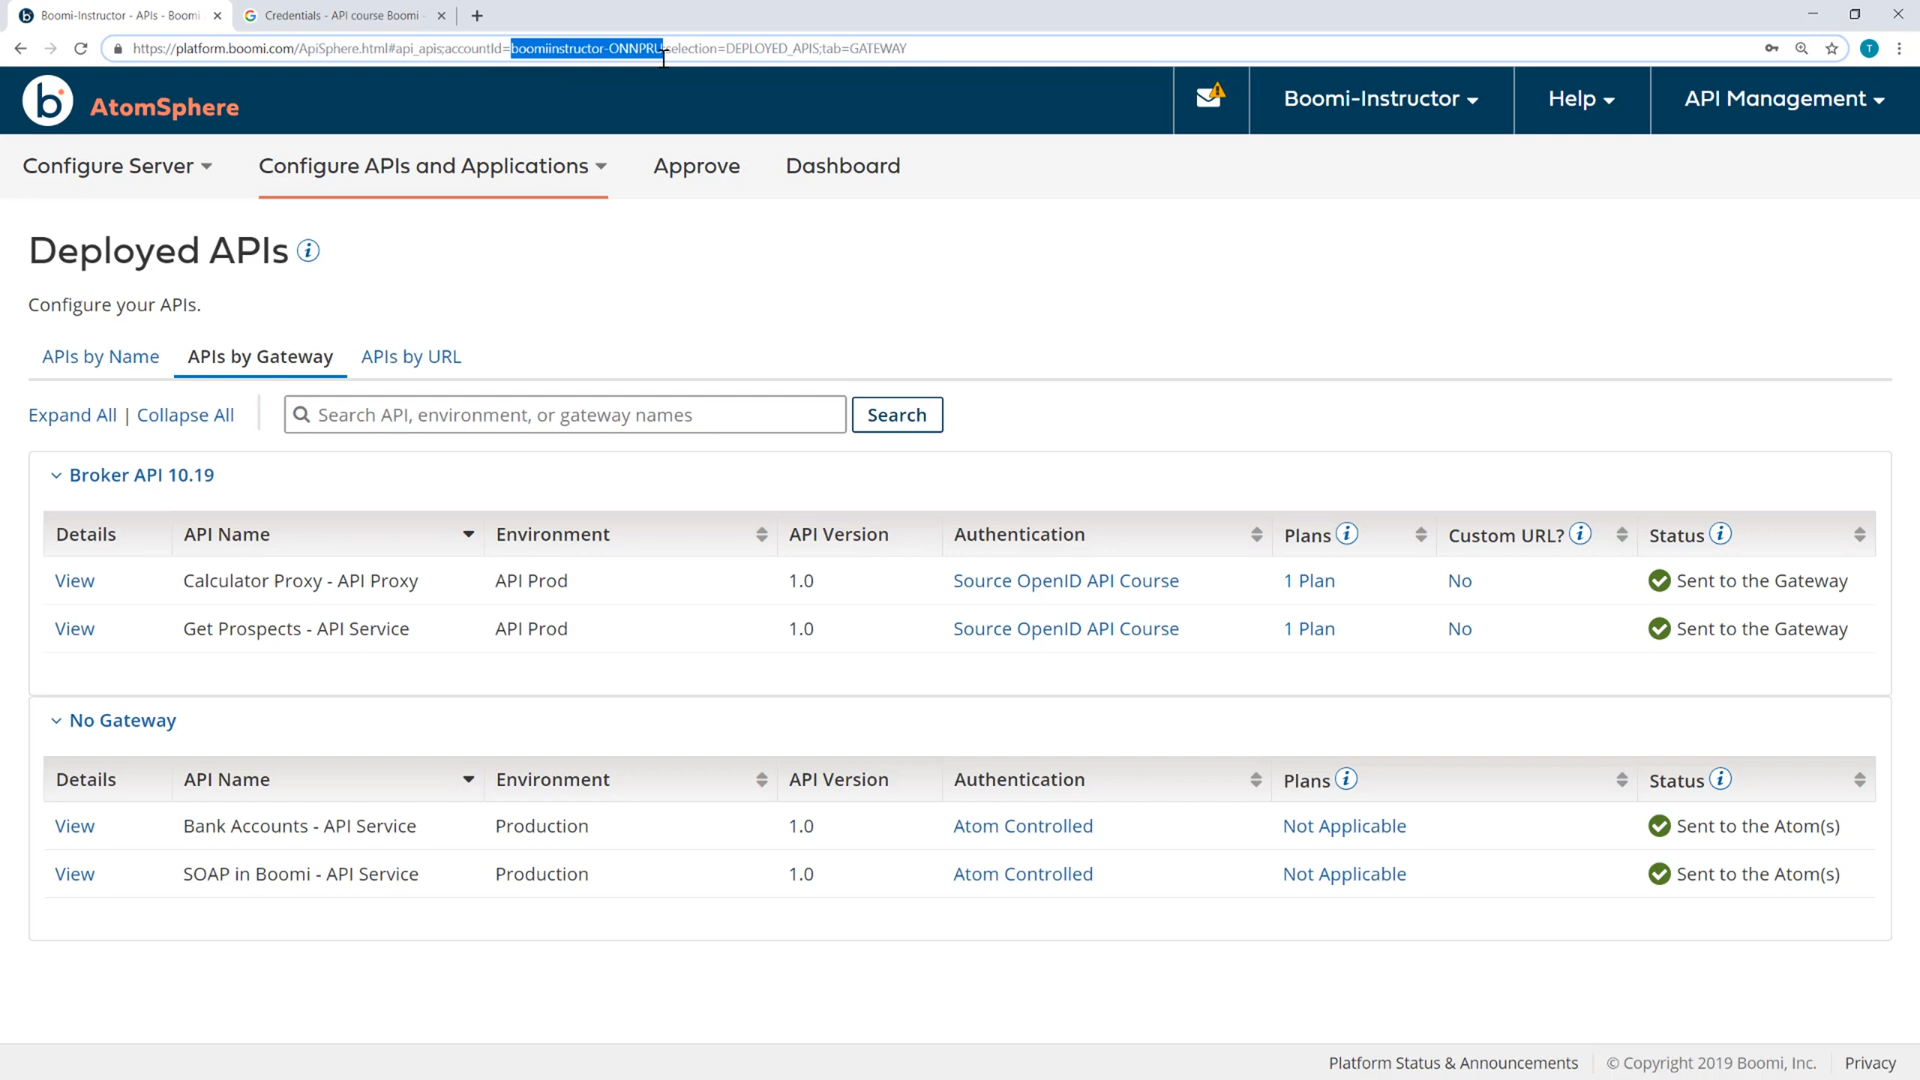 Boomi-Instructor - APIs - Boomi
Credentials - API course Boomi
https://platform.boomi.com/ApiSphere.html#api_apis;accountId=boomiinstructor-ONNPRU;selection=DEPLOYED_APIS;tab=GATEWAY
T
b AtomSphere
Boomi-Instructor
Help
API Management
Configure Server
Configure APIs and Applications
Approve
Dashboard
Deployed APIs i
Configure your APIs.
APIs by Name
APIs by Gateway
APIs by URL
Expand All | Collapse All
Search API, environment, or gateway names
Search
Broker API 10.19
Details API Name Environment API Version Authentication Plans i Custom URL? i Status i
View Calculator Proxy - API Proxy API Prod 1.0 Source OpenID API Course 1 Plan No Sent to the Gateway
View Get Prospects - API Service API Prod 1.0 Source OpenID API Course 1 Plan No Sent to the Gateway
No Gateway
Details API Name Environment API Version Authentication Plans i Status i
View Bank Accounts - API Service Production 1.0 Atom Controlled Not Applicable Sent to the Atom(s)
View SOAP in Boomi - API Service Production 1.0 Atom Controlled Not Applicable Sent to the Atom(s)
Platform Status & Announcements
© Copyright 2019 Boomi, Inc.
Privacy